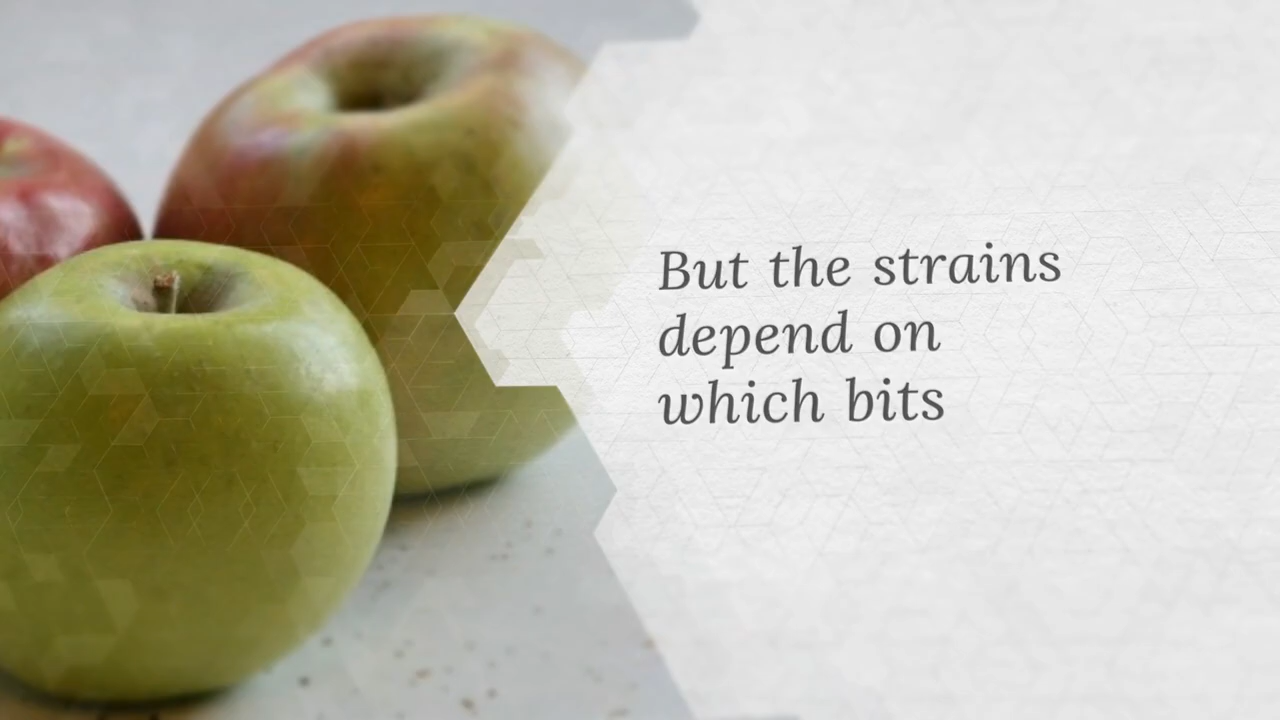 But the strains
depend on
which bits